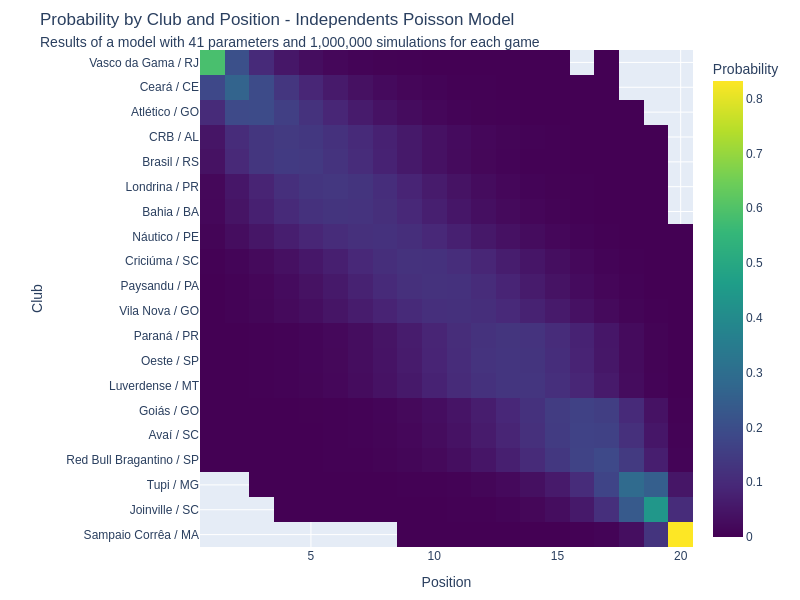 Probability by Club and Position - Independents Poisson Model
Results of a model with 41 parameters and 1,000,000 simulations for each game
Probability
Vasco da Gama / RJ
Ceará / CE
Atlético / GO
CRB / AL
Brasil / RS
Londrina / PR
Bahia / BA
Náutico / PE
Criciúma / SC
Paysandu / PA
Vila Nova / GO
Paraná / PR
Oeste / SP
Luverdense / MT
Goiás / GO
Avaí / SC
Red Bull Bragantino / SP
Tupi / MG
Joinville / SC
Sampaio Corrêa / MA
Club
5
10
15
20
Position
0.8
0.7
0.6
0.5
0.4
0.3
0.2
0.1
0